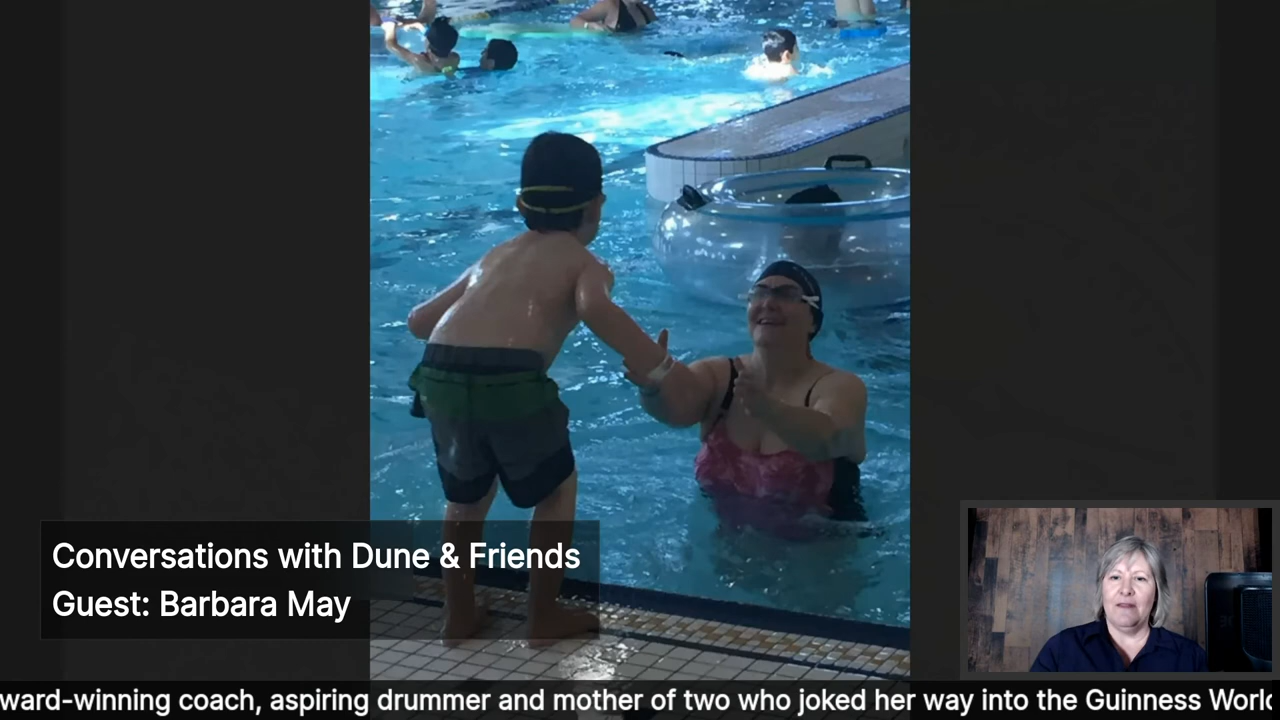 Conversations with Dune & Friends
Guest: Barbara May
ward-winning coach, aspiring drummer and mother of two who joked her way into the Guinness World